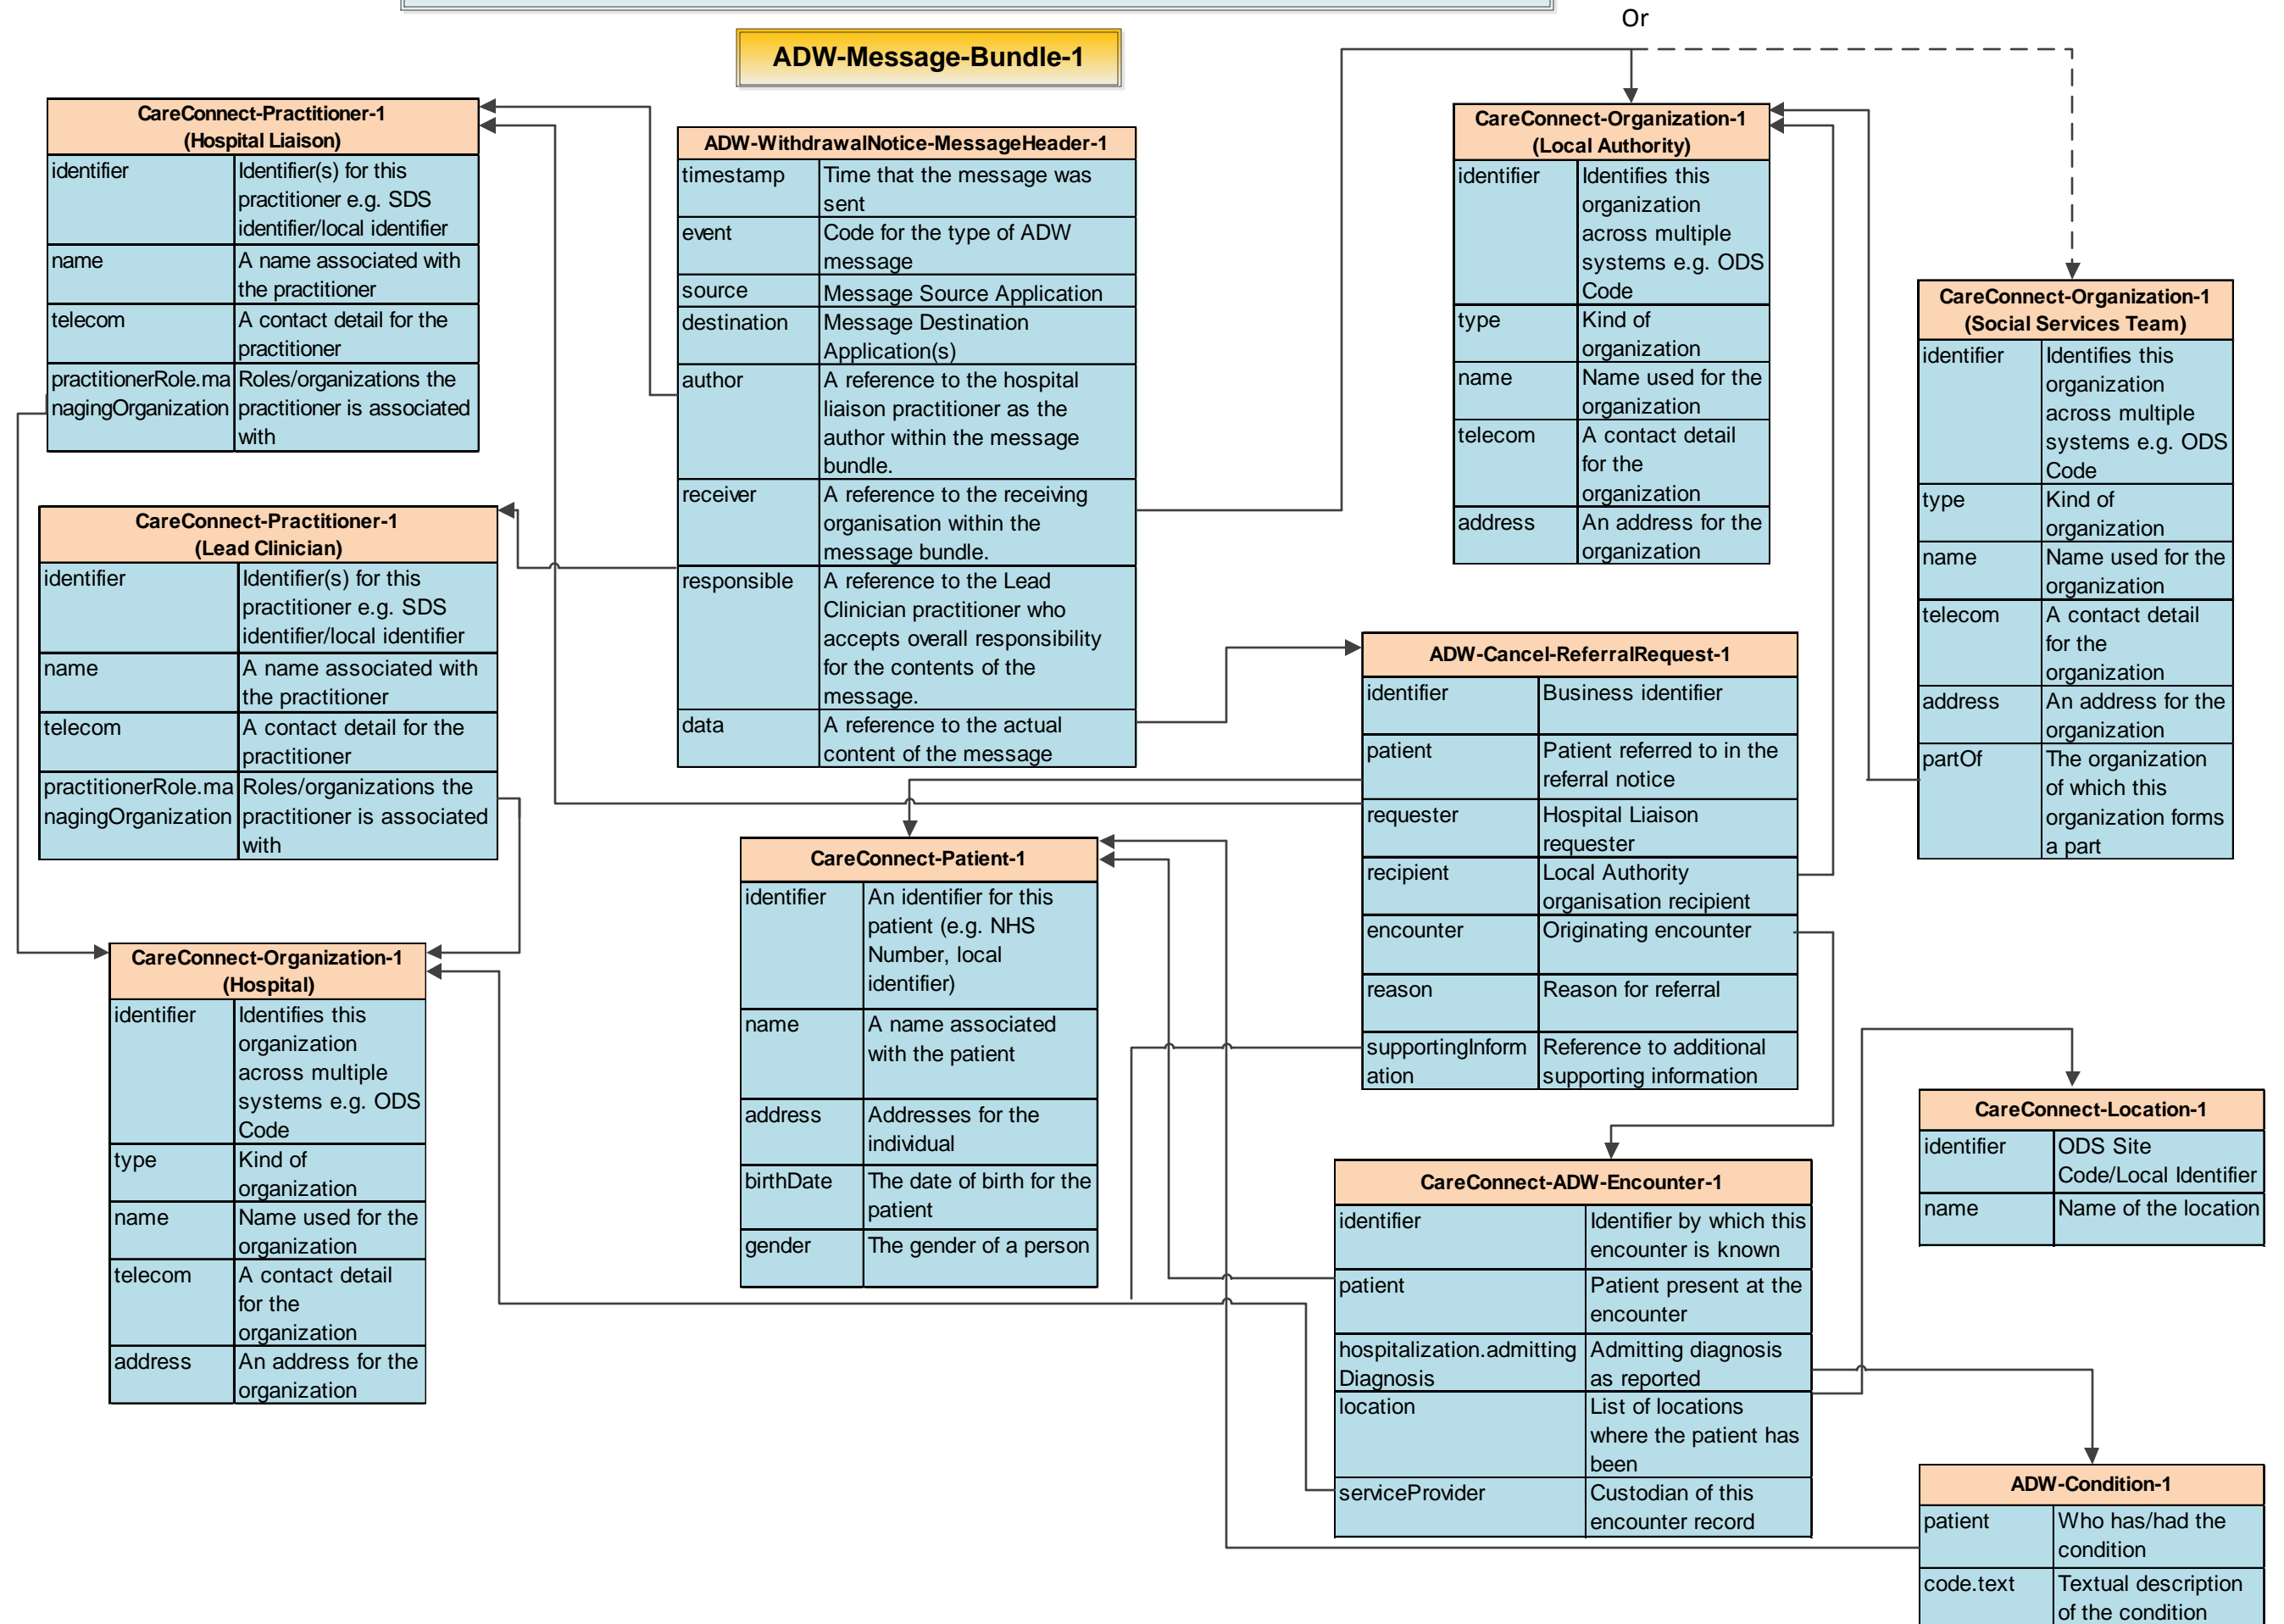 Or
ADW-Message-Bundle-1
CareConnect-Practitioner-1
(Hospital Liaison)
identifier
Identifier(s) for this
practitioner e.g. SDS
identifier/local identifier
name
A name associated with
the practitioner
telecom
A contact detail for the
practitioner
practitionerRole.ma
nagingOrganization
Roles/organizations the
practitioner is associated
with
ADW-WithdrawalNotice-MessageHeader-1
timestamp
Time that the message was
sent
event
Code for the type of ADW
message
source
Message Source Application
destination
Message Destination
Application(s)
author
A reference to the hospital
liaison practitioner as the
author within the message
bundle.
receiver
A reference to the receiving
organisation within the
message bundle.
responsible
A reference to the Lead
Clinician practitioner who
accepts overall responsibility
for the contents of the
message.
data
A reference to the actual
content of the message
CareConnect-Organization-1
(Local Authority)
identifier
Identifies this
organization
across multiple
systems e.g. ODS
Code
type
Kind of
organization
name
Name used for the
organization
telecom
A contact detail
for the
organization
address
An address for the
organization
CareConnect-Organization-1
(Social Services Team)
identifier
Identifies this
organization
across multiple
systems e.g. ODS
Code
type
Kind of
organization
name
Name used for the
organization
telecom
A contact detail
for the
organization
address
An address for the
organization
partOf
The organization
of which this
organization forms
a part
CareConnect-Practitioner-1
(Lead Clinician)
identifier
Identifier(s) for this
practitioner e.g. SDS
identifier/local identifier
name
A name associated with
the practitioner
telecom
A contact detail for the
practitioner
practitionerRole.ma
nagingOrganization
Roles/organizations the
practitioner is associated
with
ADW-Cancel-ReferralRequest-1
identifier
Business identifier
patient
Patient referred to in the
referral notice
requester
Hospital Liaison
requester
recipient
Local Authority
organisation recipient
encounter
Originating encounter
reason
Reason for referral
supportingInform
ation
Reference to additional
supporting information
CareConnect-Patient-1
identifier
An identifier for this
patient (e.g. NHS
Number, local
identifier)
name
A name associated
with the patient
address
Addresses for the
individual
birthDate
The date of birth for the
patient
gender
The gender of a person
CareConnect-Organization-1
(Hospital)
identifier
Identifies this
organization
across multiple
systems e.g. ODS
Code
type
Kind of
organization
name
Name used for the
organization
telecom
A contact detail
for the
organization
address
An address for the
organization
CareConnect-Location-1
identifier
ODS Site
Code/Local Identifier
name
Name of the location
CareConnect-ADW-Encounter-1
identifier
Identifier by which this
encounter is known
patient
Patient present at the
encounter
hospitalization.admitting
Diagnosis
Admitting diagnosis
as reported
location
List of locations
where the patient has
been
serviceProvider
Custodian of this
encounter record
ADW-Condition-1
patient
Who has/had the
condition
code.text
Textual description
of the condition